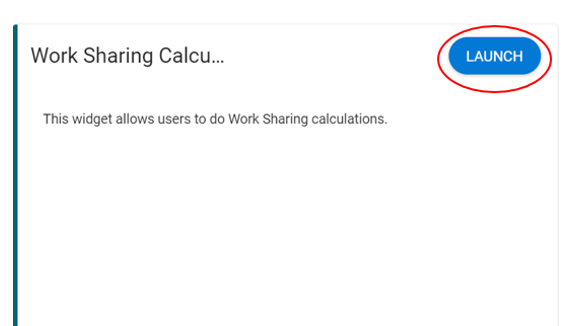 Work Sharing Calcu...
LAUNCH
This widget allows users to do Work Sharing calculations.